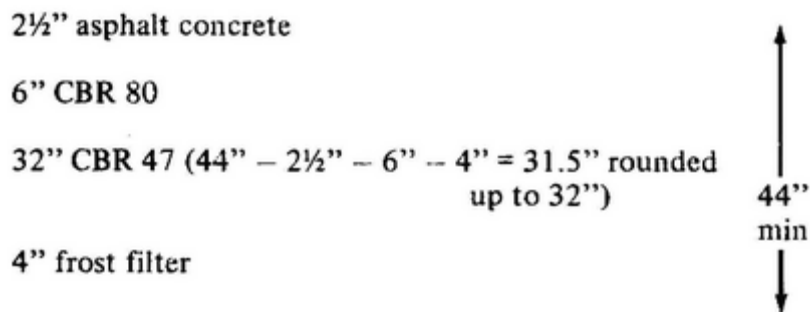 2½” asphalt concrete
6” CBR 80
32” CBR 47 (44” – 2½” – 6” – 4” = 31.5” rounded
up to 32”)
44”
min
4” frost filter